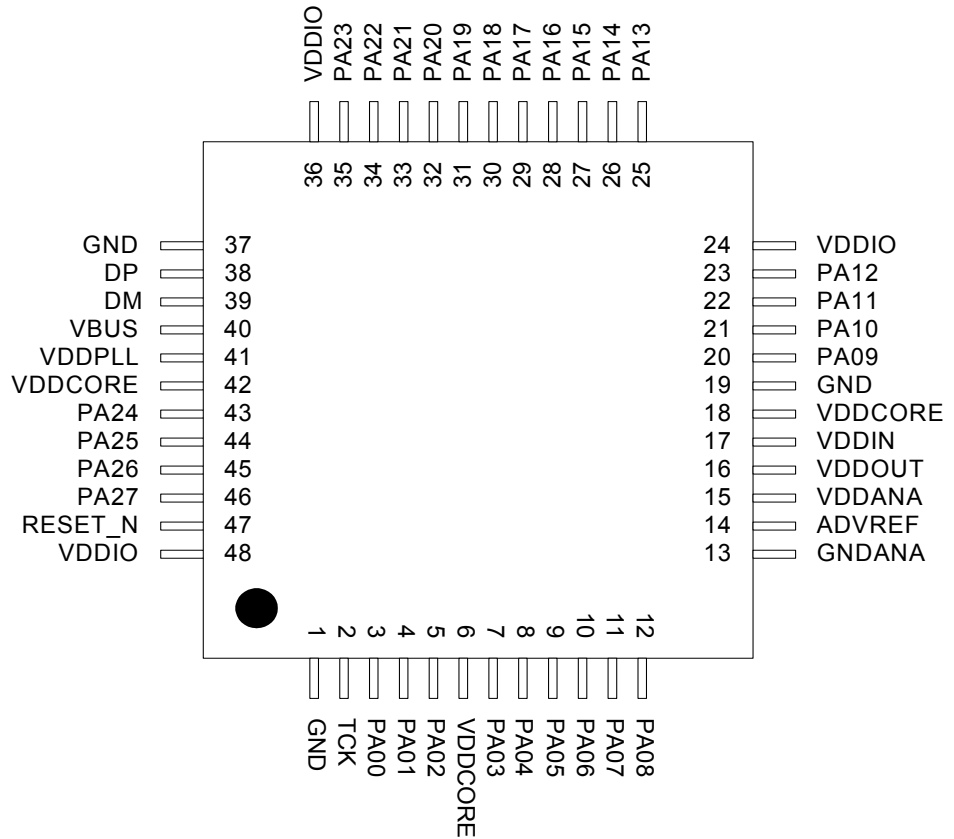 VDDIO
PA23
PA22
PA21
PA20
PA19
PA18
PA17
PA16
PA15
PA14
PA13
36
35
34
33
32
31
30
29
28
27
26
25
GND 37
DP 38
DM 39
VBUS 40
VDDPLL 41
VDDCORE 42
PA24 43
PA25 44
PA26 45
PA27 46
RESET_N 47
VDDIO 48
24 VDDIO
23 PA12
22 PA11
21 PA10
20 PA09
19 GND
18 VDDCORE
17 VDDIN
16 VDDOUT
15 VDDANA
14 ADVREF
13 GNDANA
1
2
3
4
5
6
7
8
9
10
11
12
GND
TCK
PA00
PA01
PA02
VDDCORE
PA03
PA04
PA05
PA06
PA07
PA08